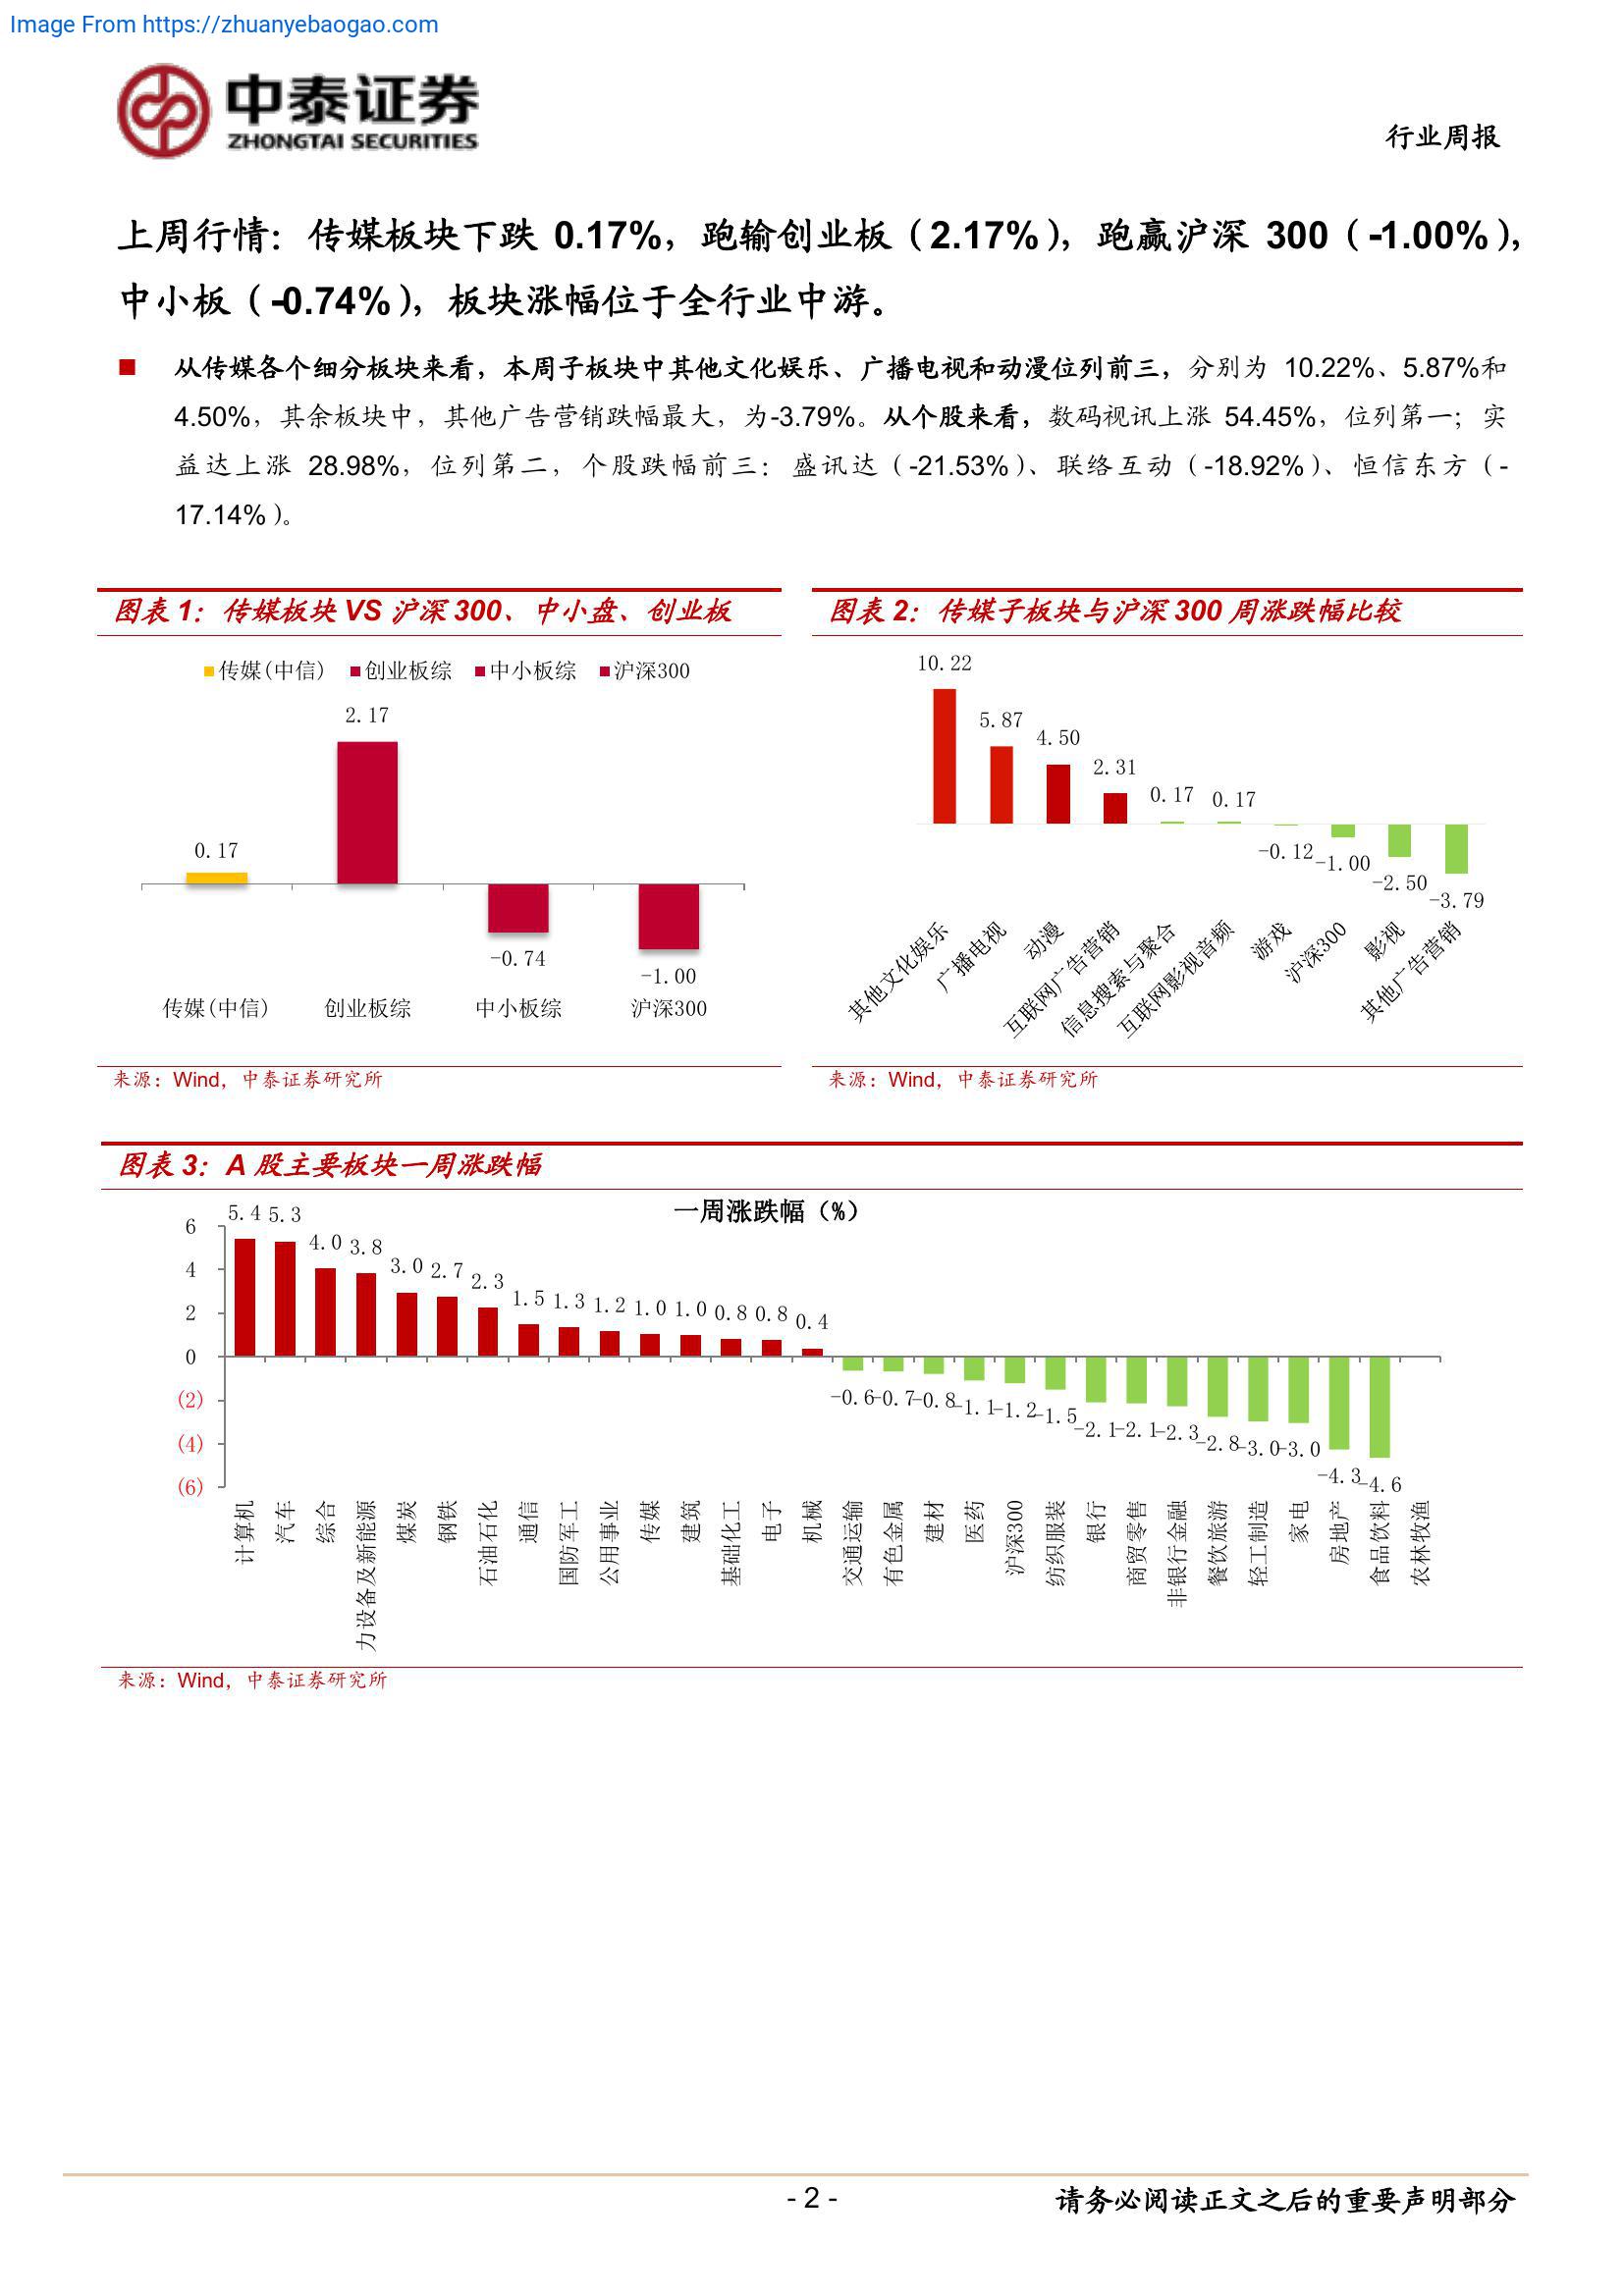 Image From https://zhuanyebaogao.com
中泰证券
ZHONGTAI SECURITIES
行业周报
上周行情：传媒板块下跌 0.17%，跑输创业板（2.17%），跑赢沪深 300（-1.00%），
中小板（-0.74%），板块涨幅位于全行业中游。
■ 从传媒各个细分板块来看，本周子板块中其他文化娱乐、广播电视和动漫位列前三，分别为 10.22%、5.87%和
4.50%，其余板块中，其他广告营销跌幅最大，为-3.79%。从个股来看，数码视讯上涨 54.45%，位列第一；实
益达上涨 28.98%，位列第二，个股跌幅前三：盛讯达（-21.53%）、联络互动（-18.92%）、恒信东方（-
17.14%）。
图表 1：传媒板块 VS 沪深 300、中小盘、创业板
传媒(中信) 创业板综 中小板综 沪深300
2.17
0.17
-0.74
-1.00
传媒(中信) 创业板综 中小板综 沪深300
来源：Wind，中泰证券研究所
图表 2：传媒子板块与沪深 300 周涨跌幅比较
10.22
5.87
4.50
2.31
0.17 0.17
-0.12
-1.00
-2.50
-3.79
其他文化娱乐
广播电视
动漫
互联网广告营销
信息搜索与聚合
互联网影视音频
游戏
沪深300
影视
其他广告营销
来源：Wind，中泰证券研究所
图表 3：A 股主要板块一周涨跌幅
一周涨跌幅（%）
6
4
2
0
(2)
(4)
(6)
5.4 5.3 4.0 3.8 3.0 2.7 2.3 1.5 1.3 1.2 1.0 1.0 0.8 0.8 0.4
-0.6 -0.7 -0.8 -1.1 -1.2 -1.5 -2.1 -2.1 -2.3 -2.8 -3.0 -3.0 -4.3 -4.6
计算机
汽车
综合
力设备及新能源
煤炭
钢铁
石油石化
通信
国防军工
公用事业
传媒
建筑
基础化工
电子
机械
交通运输
有色金属
建材
医药
沪深300
纺织服装
银行
商贸零售
非银行金融
餐饮旅游
轻工制造
家电
房地产
食品饮料
农林牧渔
来源：Wind，中泰证券研究所
- 2 -
请务必阅读正文之后的重要声明部分